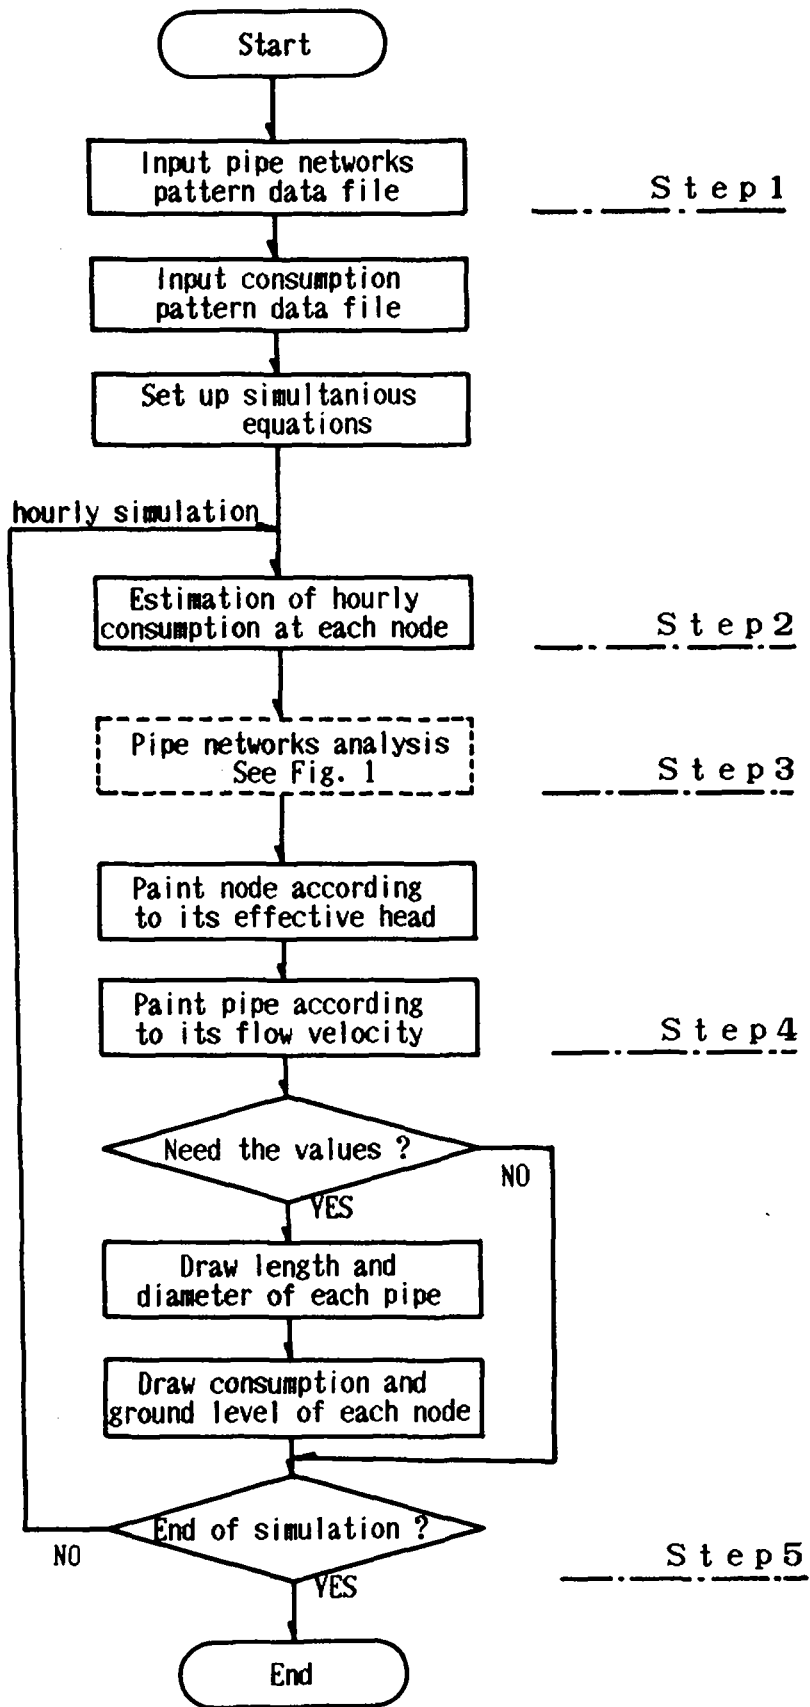 Start
Input pipe networks
pattern data file
Step1
Input consumption
pattern data file
Set up simultanious
equations
hourly simulation
Estimation of hourly
consumption at each node
Step2
Pipe networks analysis
See Fig. 1
Step3
Paint node according
to its effective head
Paint pipe according
to its flow velocity
Step4
Need the values ?
NO
YES
Draw length and
diameter of each pipe
Draw consumption and
ground level of each node
End of simulation ?
NO
YES
Step5
End